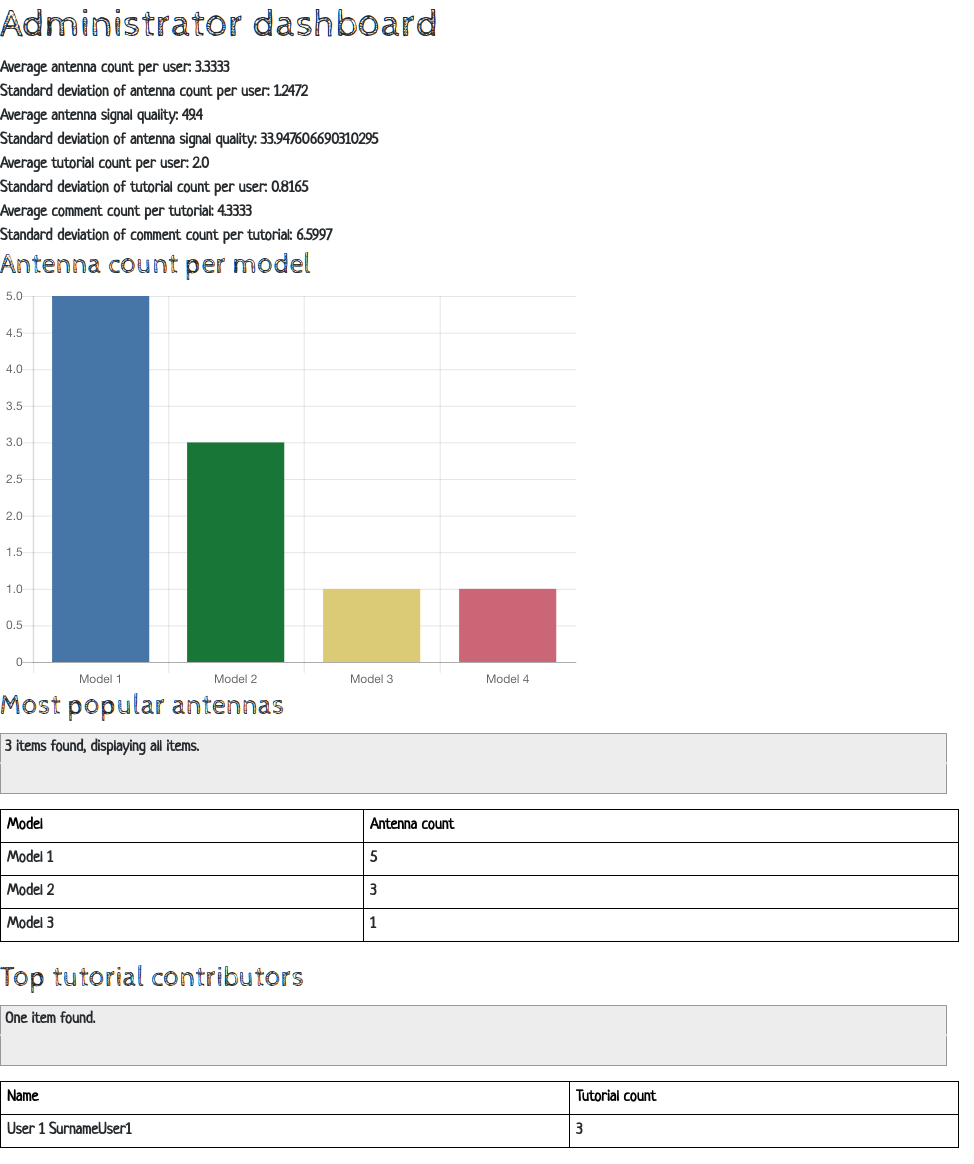 Administrator dashboard
Average antenna count per user: 3.3333
Standard deviation of antenna count per user: 1.2472
Average antenna signal quality: 49.4
Standard deviation of antenna signal quality: 33.947606690310295
Average tutorial count per user: 2.0
Standard deviation of tutorial count per user: 0.8165
Average comment count per tutorial: 4.3333
Standard deviation of comment count per tutorial: 6.5997
Antenna count per model
5.0
4.5
4.0
3.5
3.0
2.5
2.0
1.5
1.0
0.5
0
Model 1 Model 2 Model 3 Model 4
Most popular antennas
3 items found, displaying all items.
Model Antenna count
Model 1 5
Model 2 3
Model 3 1
Top tutorial contributors
One item found.
Name Tutorial count
User 1 SurnameUser1 3